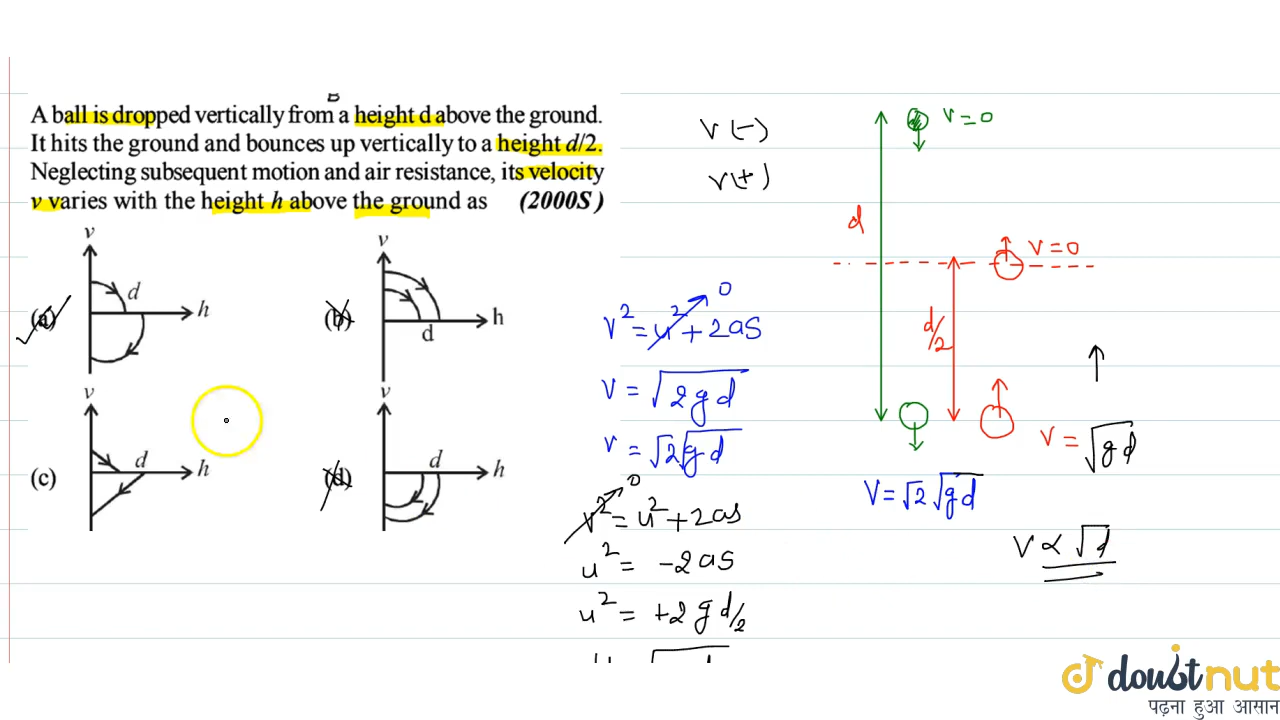 B
A ball is dropped vertically from a height d above the ground.
It hits the ground and bounces up vertically to a height d/2.
Neglecting subsequent motion and air resistance, its velocity
v varies with the height h above the ground as (2000S)
v
(a)
d
h
v
(b)
d
h
v
(c)
d
h
v
(d)
d
h
v (-)
v(+)
v² = u² + 2as
0
v = √2gd
v = √2√gd
v² = u² + 2as
0
u² = -2as
u² = +2gd/2
v=0
d
v=0
d/2
v = √2√gd
v = √gd
v ∝ √d
doubtnut
पढ़ना हुआ आसान